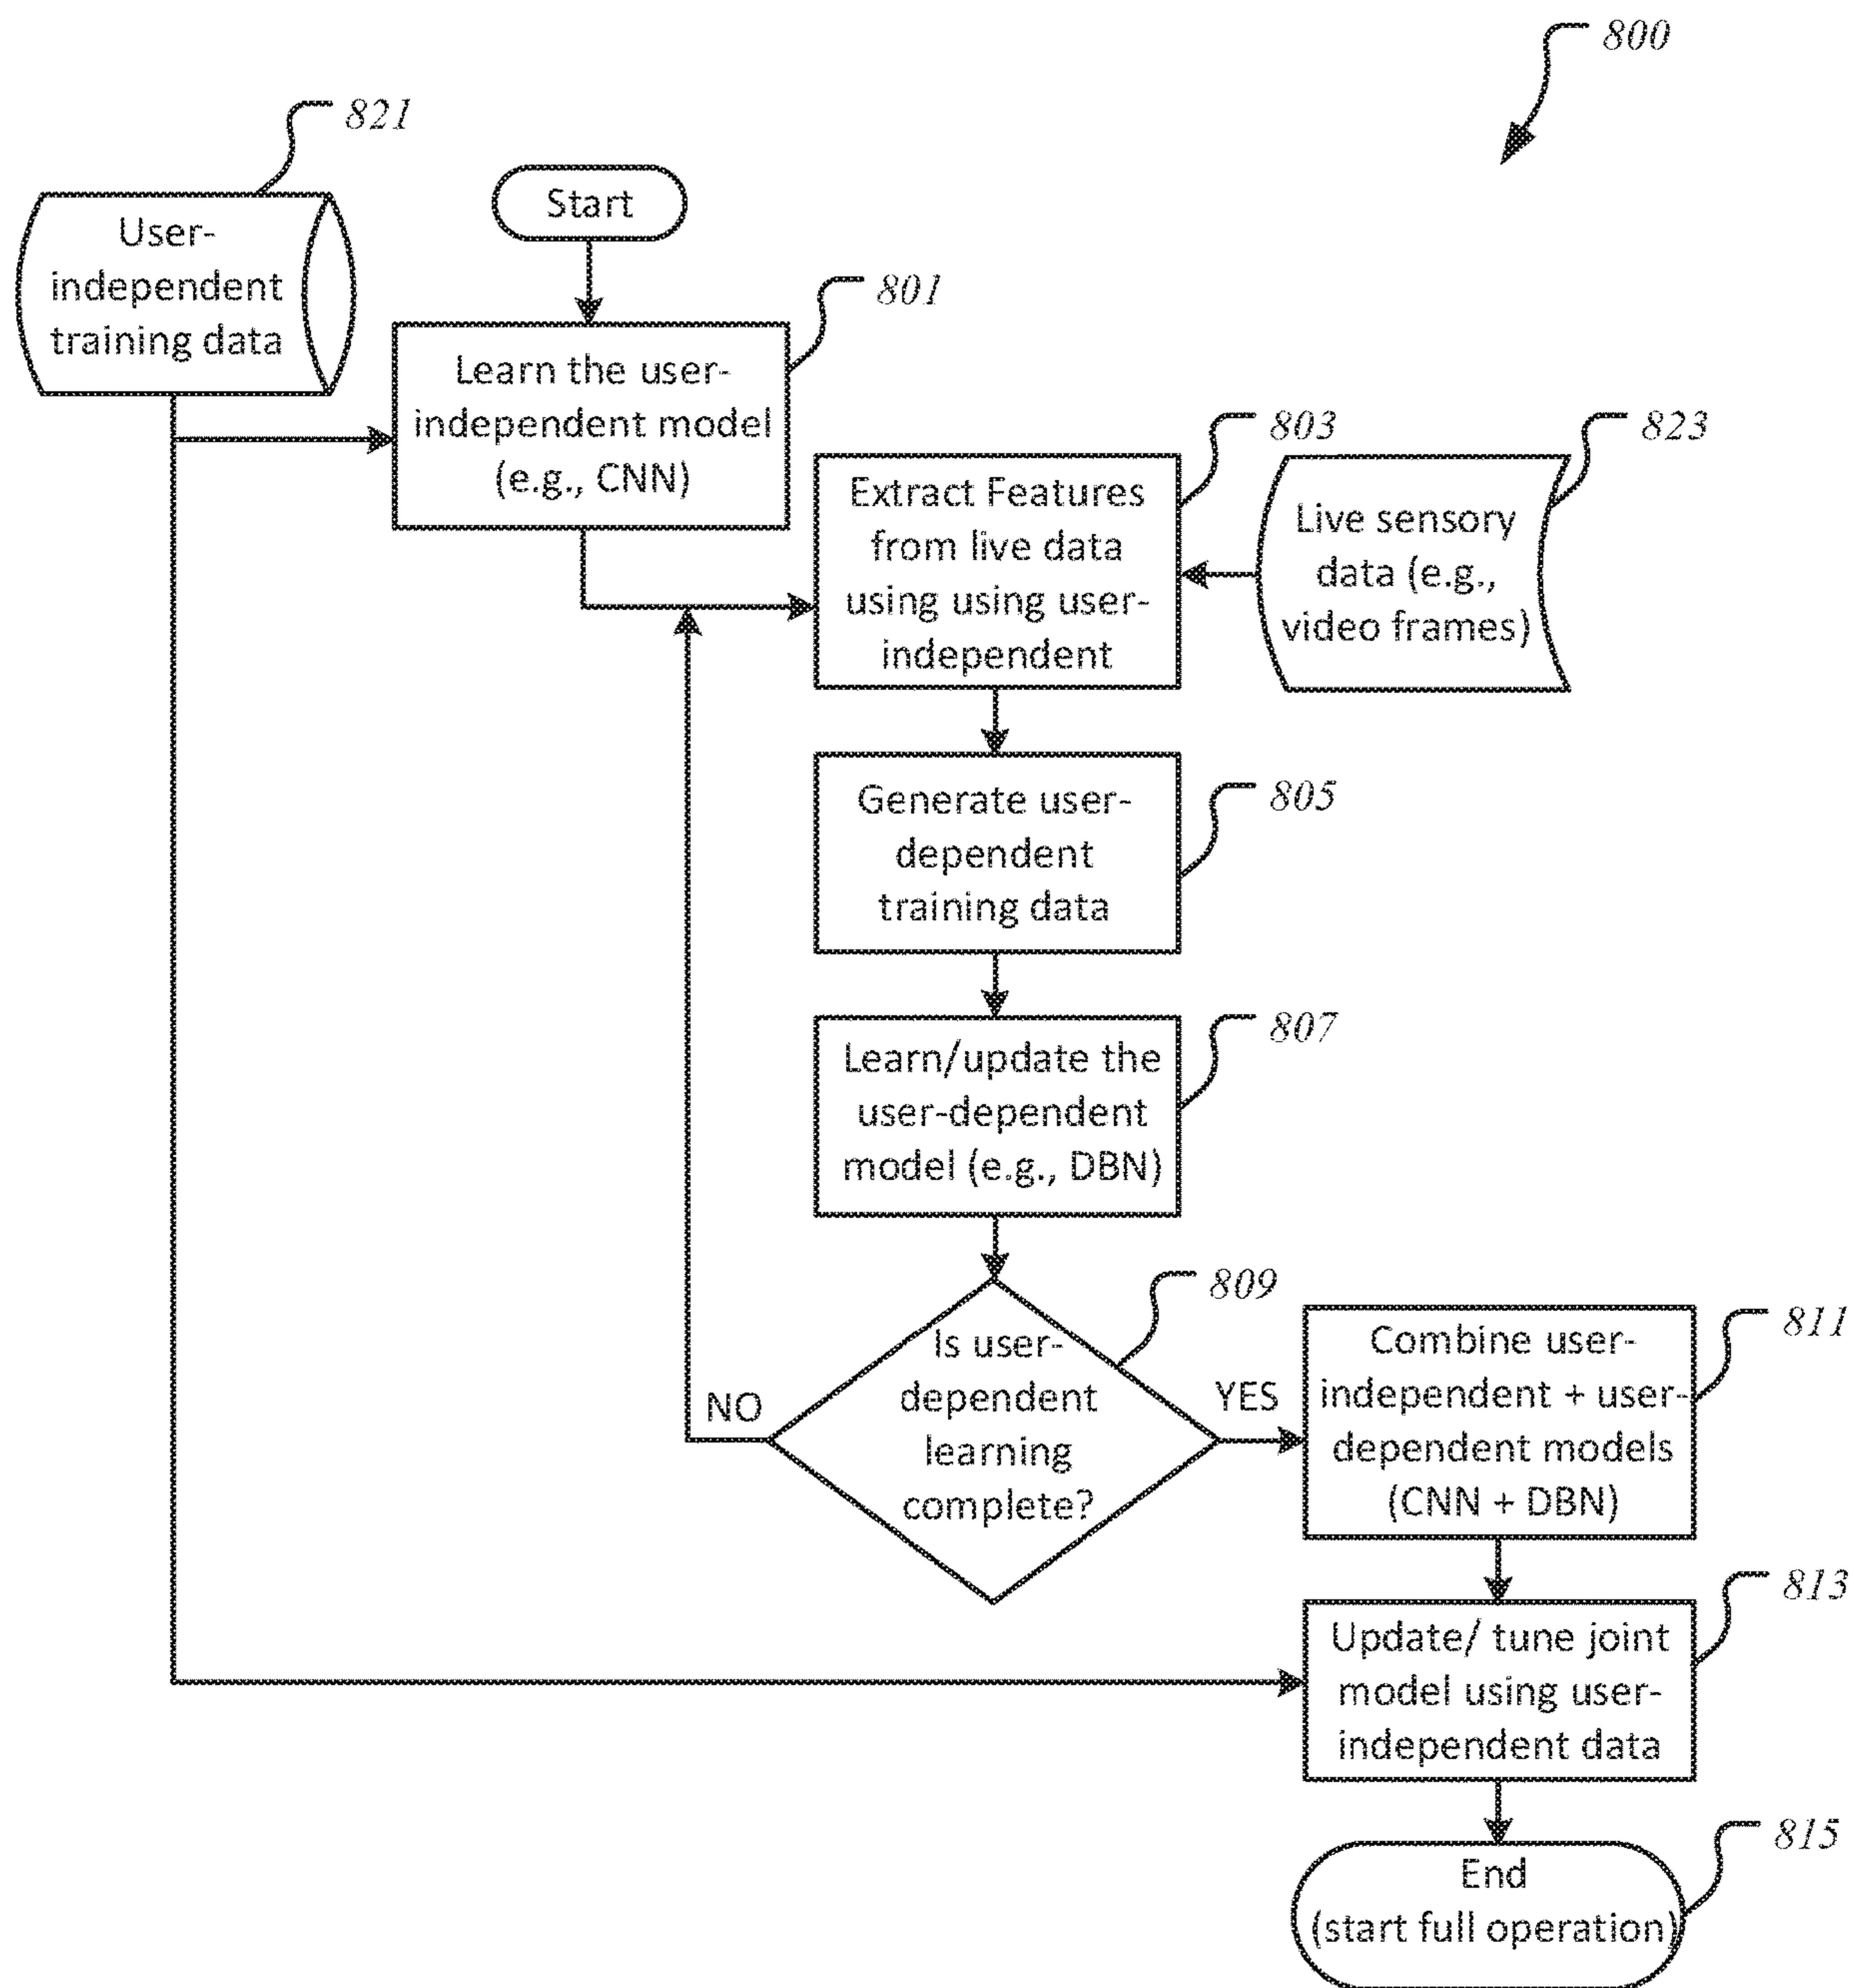 800
821
User-
independent
training data
Start
801
Learn the user-
independent model
(e.g., CNN)
803
Extract Features
from live data
using using user-
independent
823
Live sensory
data (e.g.,
video frames)
805
Generate user-
dependent
training data
807
Learn/update the
user-dependent
model (e.g., DBN)
809
Is user-
dependent
learning
complete?
NO
YES
811
Combine user-
independent + user-
dependent models
(CNN + DBN)
813
Update/ tune joint
model using user-
independent data
815
End
(start full operation)